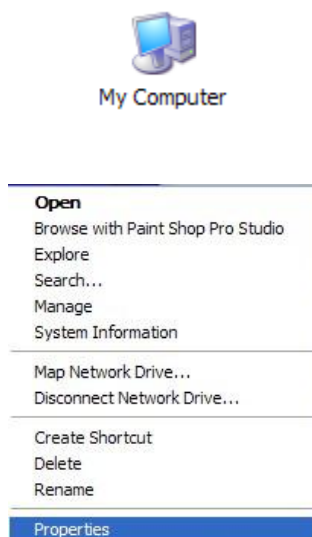 My Computer
Open
Browse with Paint Shop Pro Studio
Explore
Search...
Manage
System Information
Map Network Drive...
Disconnect Network Drive...
Create Shortcut
Delete
Rename
Properties